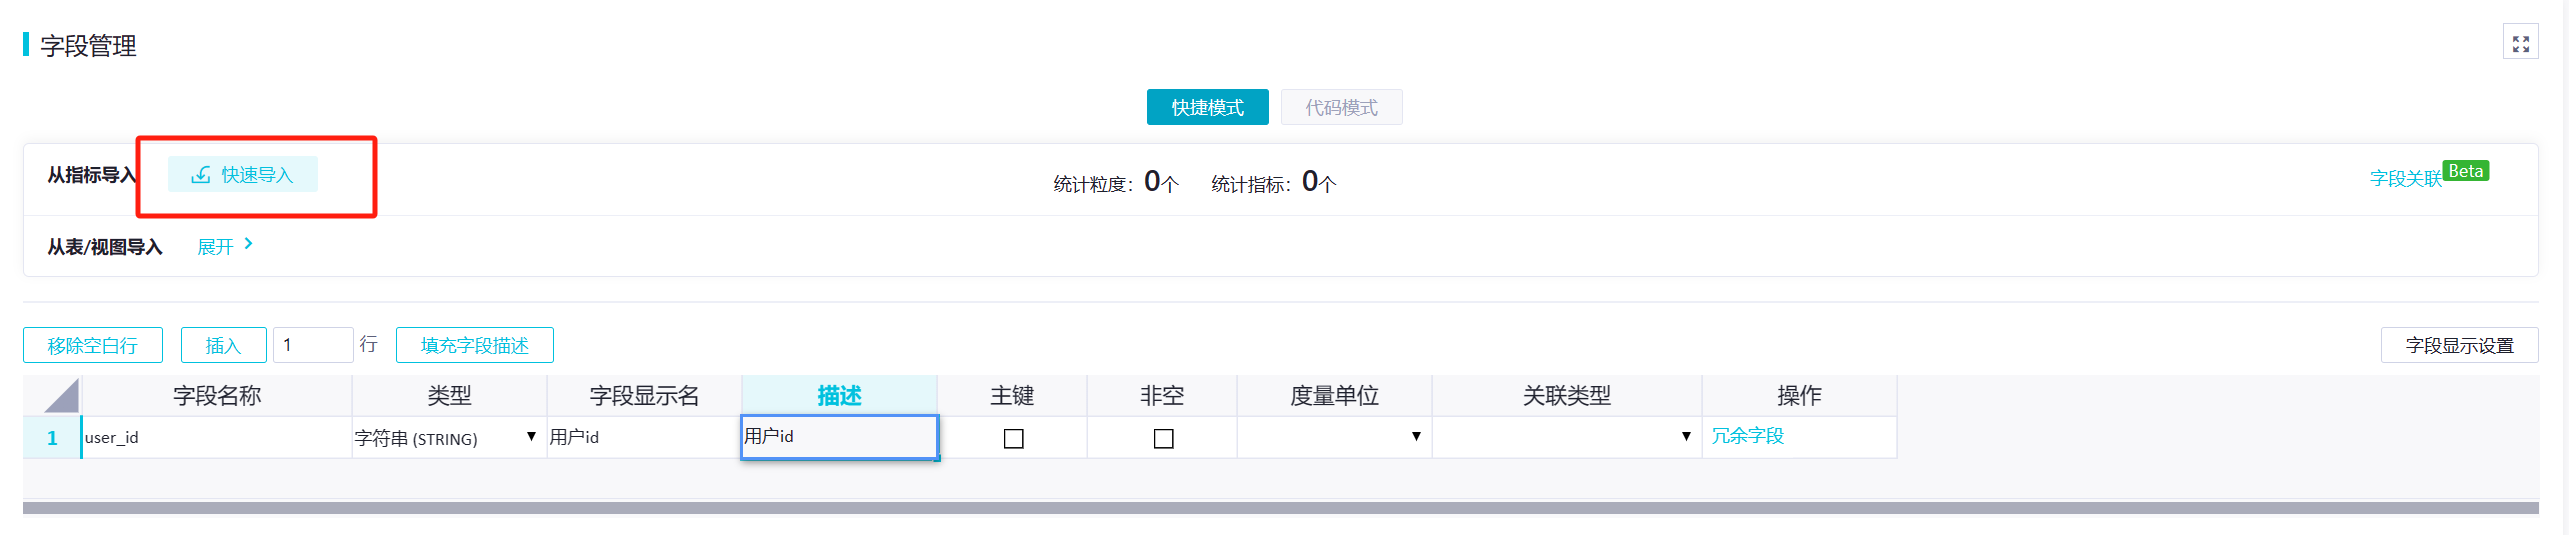 字段管理
快捷模式 代码模式
从指标导入 快速导入 统计粒度：0个 统计指标：0个 字段关联 Beta
从表/视图导入 展开
移除空白行 插入 1 行 填充字段描述 字段显示设置
字段名称 类型 字段显示名 描述 主键 非空 度量单位 关联类型 操作
1 user_id 字符串 (STRING) 用户id 用户id 冗余字段